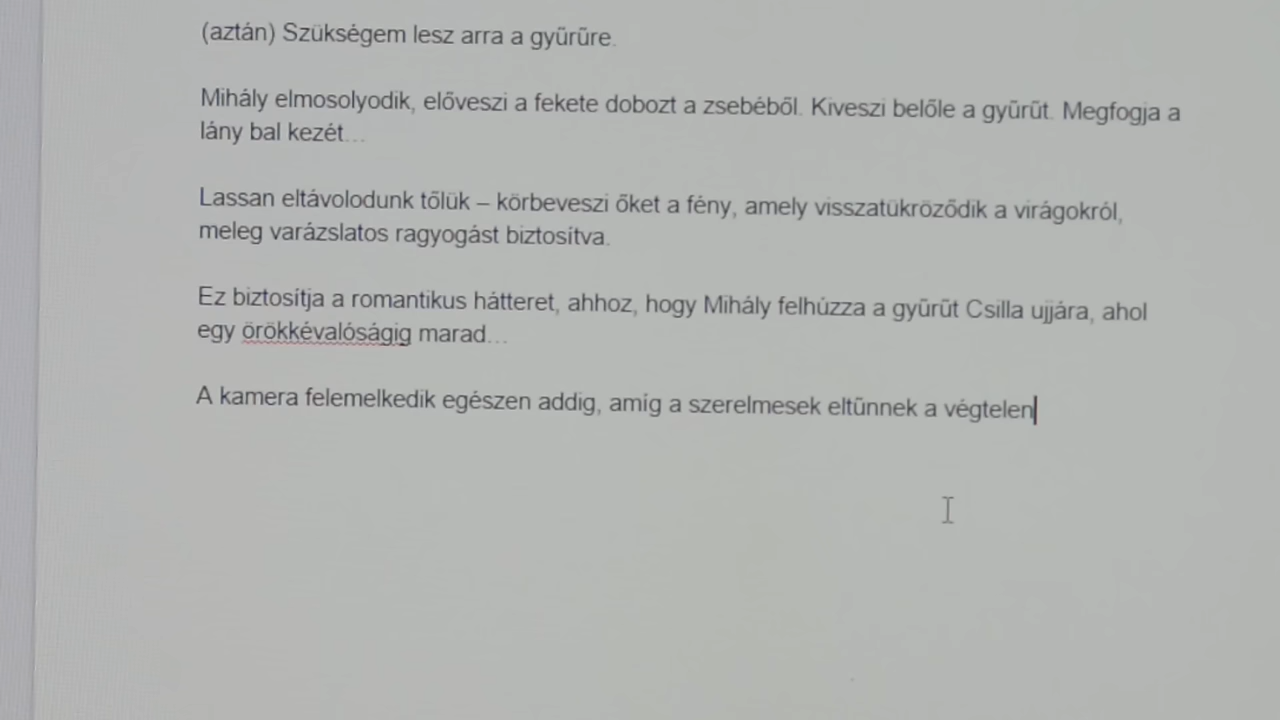 (aztán) Szükségem lesz arra a gyűrűre.
Mihály elmosolyodik, előveszi a fekete dobozt a zsebéből. Kiveszi belőle a gyűrűt. Megfogja a
lány bal kezét...
Lassan eltávolodunk tőlük – körbeveszi őket a fény, amely visszatükröződik a virágokról,
meleg varázslatos ragyogást biztosítva.
Ez biztosítja a romantikus hátteret, ahhoz, hogy Mihály felhúzza a gyűrűt Csilla ujjára, ahol
egy örökkévalóságig marad...
A kamera felemelkedik egészen addig, amíg a szerelmesek eltűnnek a végtelen